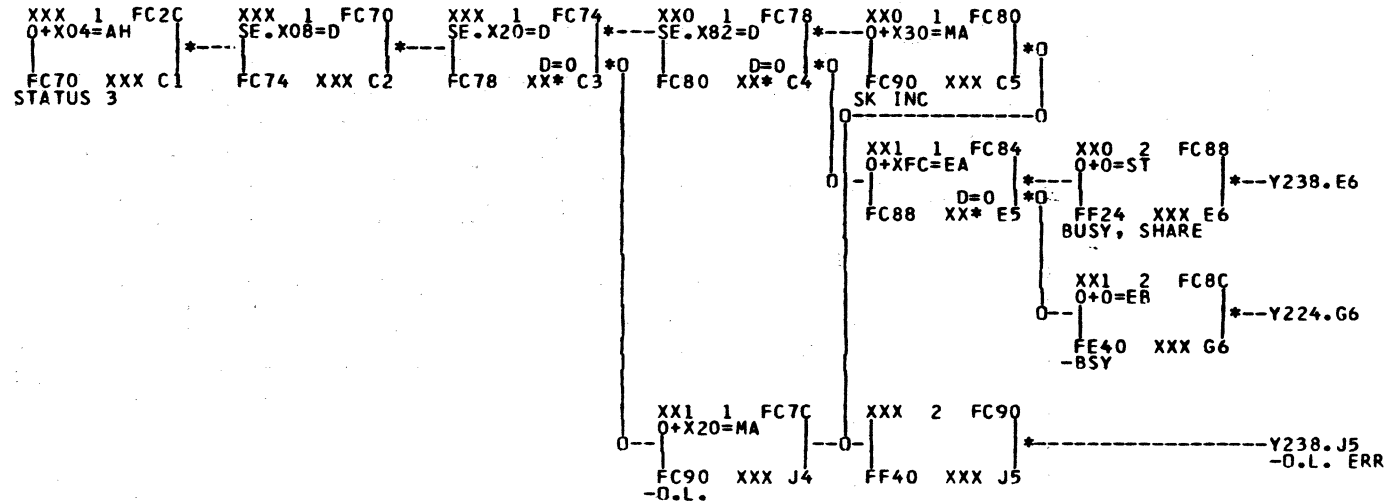 XXX 1 FC2C XXX 1 FC70 XXX 1 FC74 XX0 1 FC78 XX0 1 FC80
0+X04=AH SE.X08=D SE.X20=D *---- SE.X82=D *---- 0+X30=MA
*---- *---- *O
D=0 *O D=0 *O
FC70 XXX C1 FC74 XXX C2 FC78 XX* C3 FC80 XX* C4 FC90 XXX C5
STATUS 3 SK INC
XX1 1 FC84 XX0 2 FC88
0+XFC=EA 0+0=ST
*---- *--Y238.E6
D=0 *O
FC88 XX* E5 FF24 XXX E6
BUSY, SHARE
XX1 2 FC8C
0+0=EB
*--Y224.G6
FE40 XXX G6
-BSY
XX1 1 FC7C XXX 2 FC90
0+X20=MA
*----------------------Y238.J5
-O.L. ERR
FC90 XXX J4 FF40 XXX J5
-O.L.